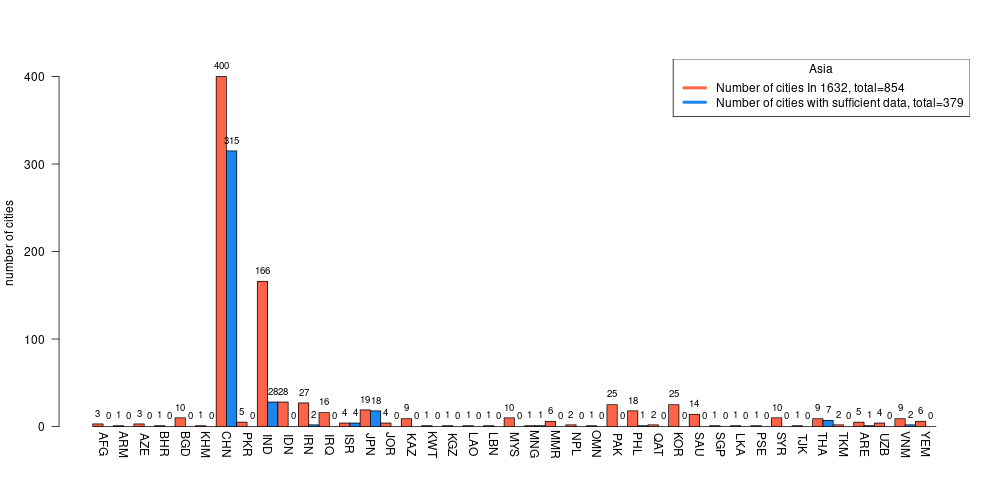 Asia
Number of cities In 1632, total=854
Number of cities with sufficient data, total=379
number of cities
400
300
200
100
0
3 0 1 0 3 0 1 0 10 0 1 0 400 315 5 0 166 28 28 0 27 2 16 0 4 4 19 18 4 0 9 0 1 0 1 0 1 0 1 0 10 0 1 1 6 0 2 0 1 0 25 0 18 1 2 0 25 0 14 0 1 0 1 0 1 0 10 0 1 0 9 7 2 0 5 1 4 0 9 2 6 0
AFG ARM AZE BHR BGD KHM CHN PKR IND IDN IRN IRQ ISR JPN JOR KAZ KWT KGZ LAO LBN MYS MNG MMR NPL OMN PAK PHL QAT KOR SAU SGP LKA PSE SYR TJK THA TKM ARE UZB VNM YEM